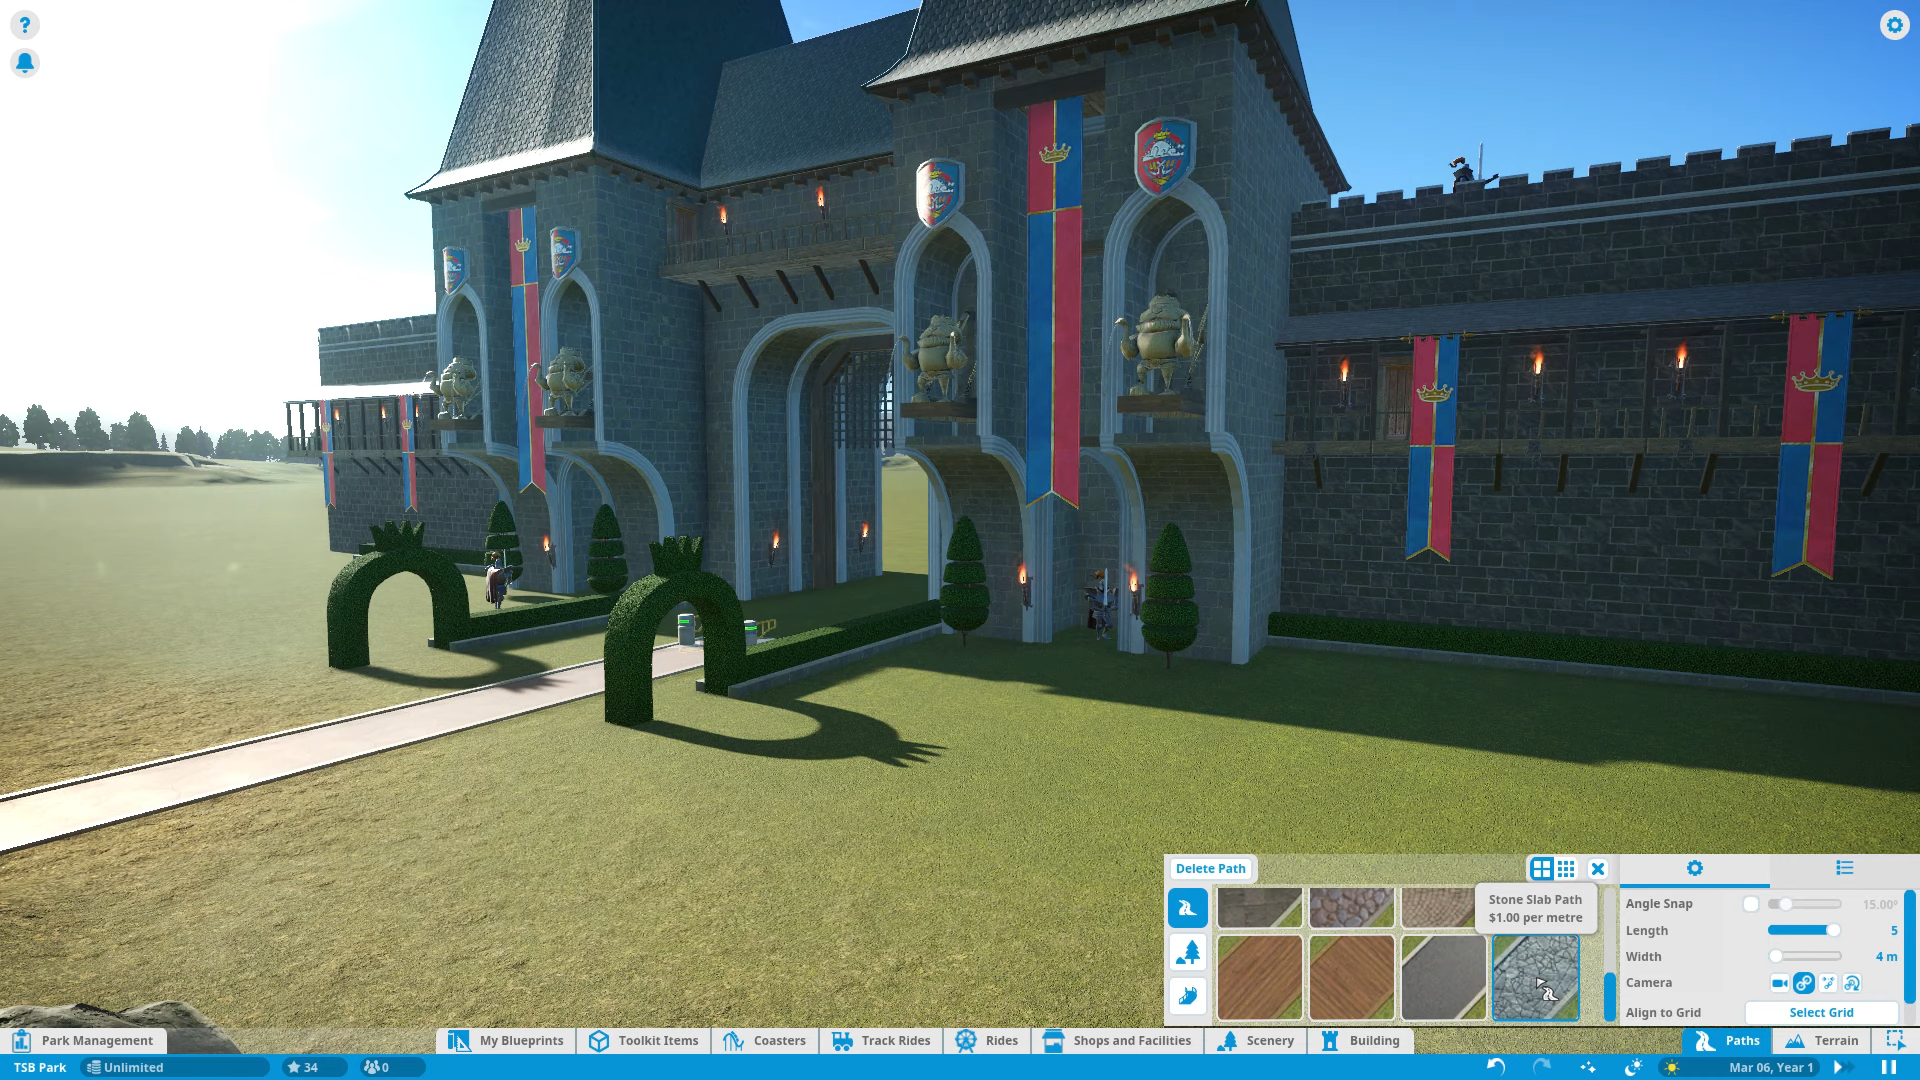 ?
Delete Path
Stone Slab Path
$1.00 per metre
Angle Snap
15.00°
Length
5
Width
4 m
Camera
Align to Grid
Select Grid
Park Management
My Blueprints
Toolkit Items
Coasters
Track Rides
Rides
Shops and Facilities
Scenery
Building
Paths
Terrain
TSB Park
Unlimited
34
0
Mar 06, Year 1